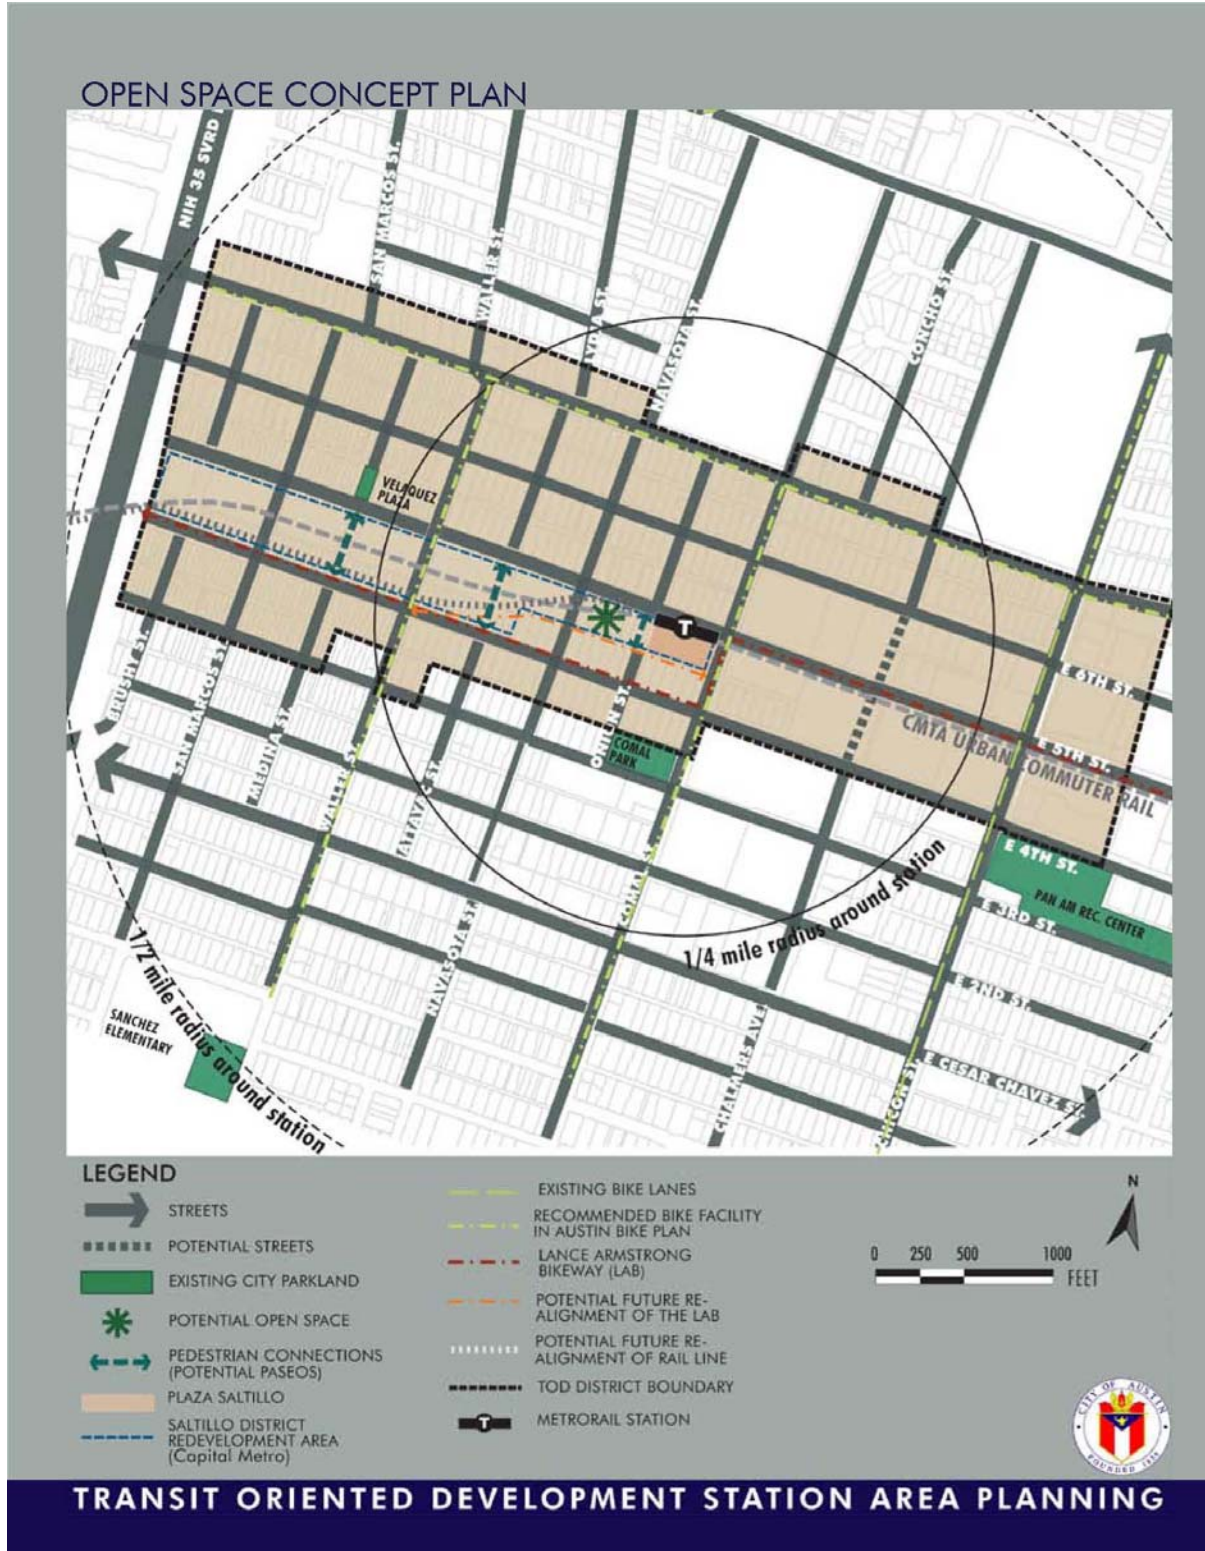 OPEN SPACE CONCEPT PLAN
NIH 35 SVRD
SAN MARCOS ST.
WALLER ST.
LYDIA ST.
NAVASOTA ST.
CONCHO ST.
VELAQUEZ
PLAZA
T
E 6TH ST.
E 5TH ST.
CMTA URBAN COMMUTER RAIL
BRUSHY ST.
SAN MARCOS ST.
MEDINA ST.
WALLER ST.
ATTAYAC ST.
NAVASOTA ST.
ONION ST.
COMAL
PARK
COMAL ST.
CHALMERS AVE.
CHICON ST.
E 4TH ST.
PAN AM REC. CENTER
E 3RD ST.
E 2ND ST.
E CESAR CHAVEZ ST.
1/4 mile radius around station
1/2 mile radius around station
SANCHEZ
ELEMENTARY
LEGEND
STREETS
POTENTIAL STREETS
EXISTING CITY PARKLAND
POTENTIAL OPEN SPACE
PEDESTRIAN CONNECTIONS
(POTENTIAL PASEOS)
PLAZA SALTILLO
SALTILLO DISTRICT
REDEVELOPMENT AREA
(Capital Metro)
EXISTING BIKE LANES
RECOMMENDED BIKE FACILITY
IN AUSTIN BIKE PLAN
LANCE ARMSTRONG
BIKEWAY (LAB)
POTENTIAL FUTURE RE-
ALIGNMENT OF THE LAB
POTENTIAL FUTURE RE-
ALIGNMENT OF RAIL LINE
TOD DISTRICT BOUNDARY
T
METRORAIL STATION
N
0 250 500 1000
FEET
CITY OF AUSTIN
FOUNDED 1839
TRANSIT ORIENTED DEVELOPMENT STATION AREA PLANNING